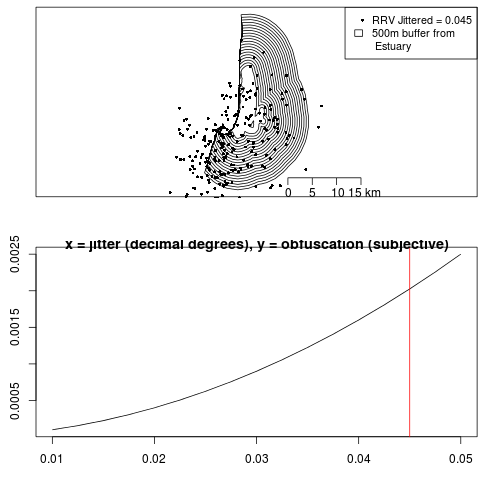 RRV Jittered = 0.045
500m buffer from
Estuary
0 5 10 15 km
x = jitter (decimal degrees), y = obfuscation (subjective)
0.0025
0.0015
0.0005
0.01 0.02 0.03 0.04 0.05